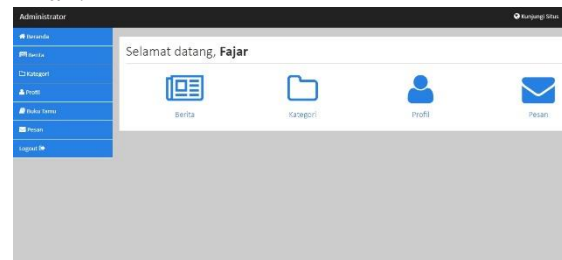 Administrator
Kunjungi Situs
Beranda
Berita
Kategori
Profil
Buku Tamu
Pesan
Logout
Selamat datang, Fajar
Berita
Kategori
Profil
Pesan